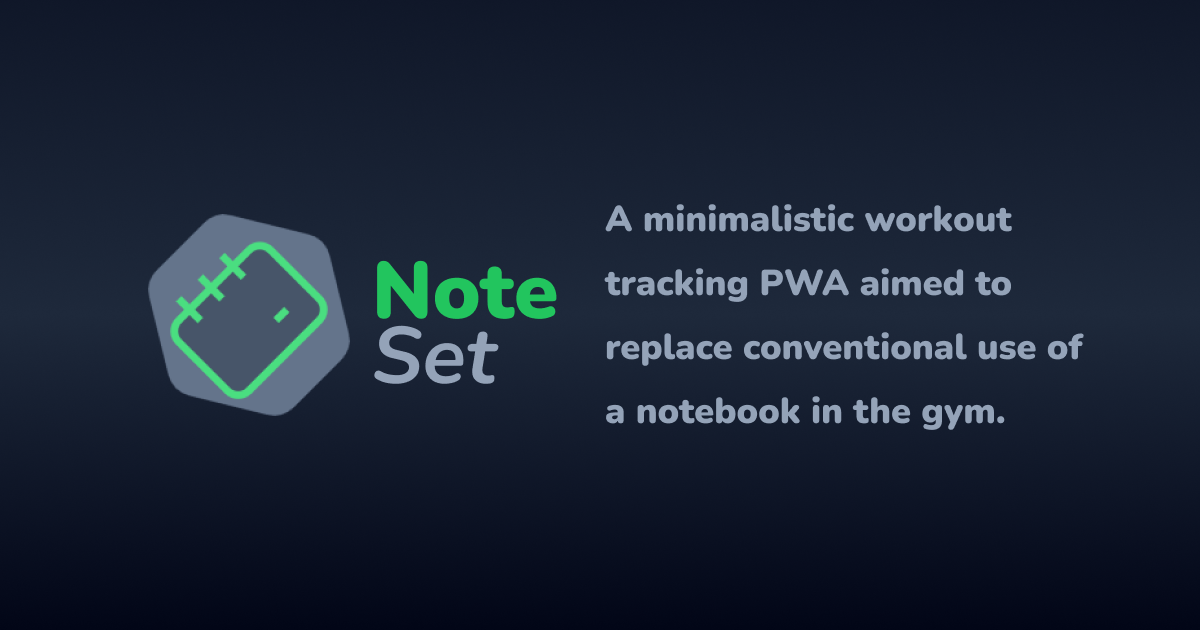 Note
Set
A minimalistic workout
tracking PWA aimed to
replace conventional use of
a notebook in the gym.